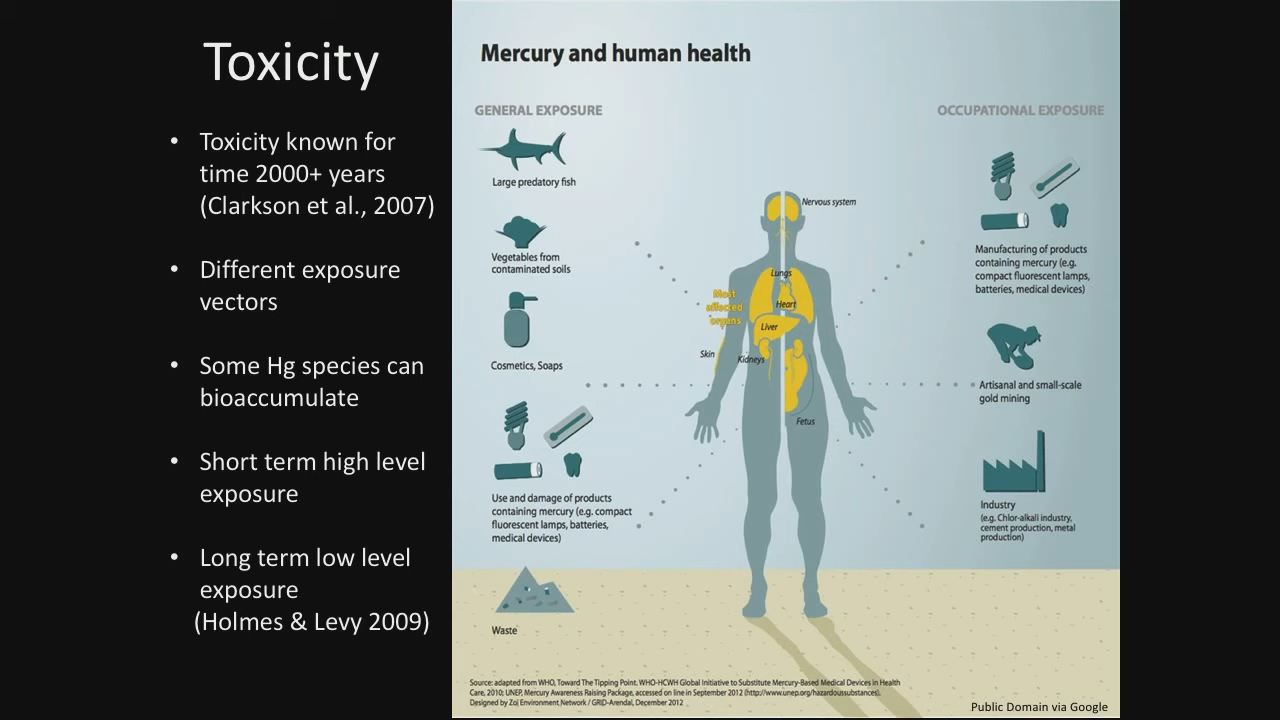 Toxicity
• Toxicity known for
time 2000+ years
(Clarkson et al., 2007)
• Different exposure
vectors
• Some Hg species can
bioaccumulate
• Short term high level
exposure
• Long term low level
exposure
(Holmes & Levy 2009)
Mercury and human health
GENERAL EXPOSURE
Large predatory fish
Vegetables from
contaminated soils
Cosmetics, Soaps
Use and damage of products
containing mercury (e.g. compact
fluorescent lamps, batteries,
medical devices)
Waste
Nervous system
Lungs
Most
affected
organs
Heart
Liver
Skin
Kidneys
Fetus
OCCUPATIONAL EXPOSURE
Manufacturing of products
containing mercury (e.g.
compact fluorescent lamps,
batteries, medical devices)
Artisanal and small-scale
gold mining
Industry
(e.g. Chlor-alkali industry,
cement production, metal
production)
Source: adapted from WHO, Toward The Tipping Point. WHO-HCWH Global Initiative to Substitute Mercury-Based Medical Devices in Health
Care, 2010; UNEP, Mercury Awareness Raising Package, accessed on line in September 2012 (http://www.unep.org/hazardoussubstances).
Designed by Zoï Environment Network / GRID-Arendal, December 2012
Public Domain via Google